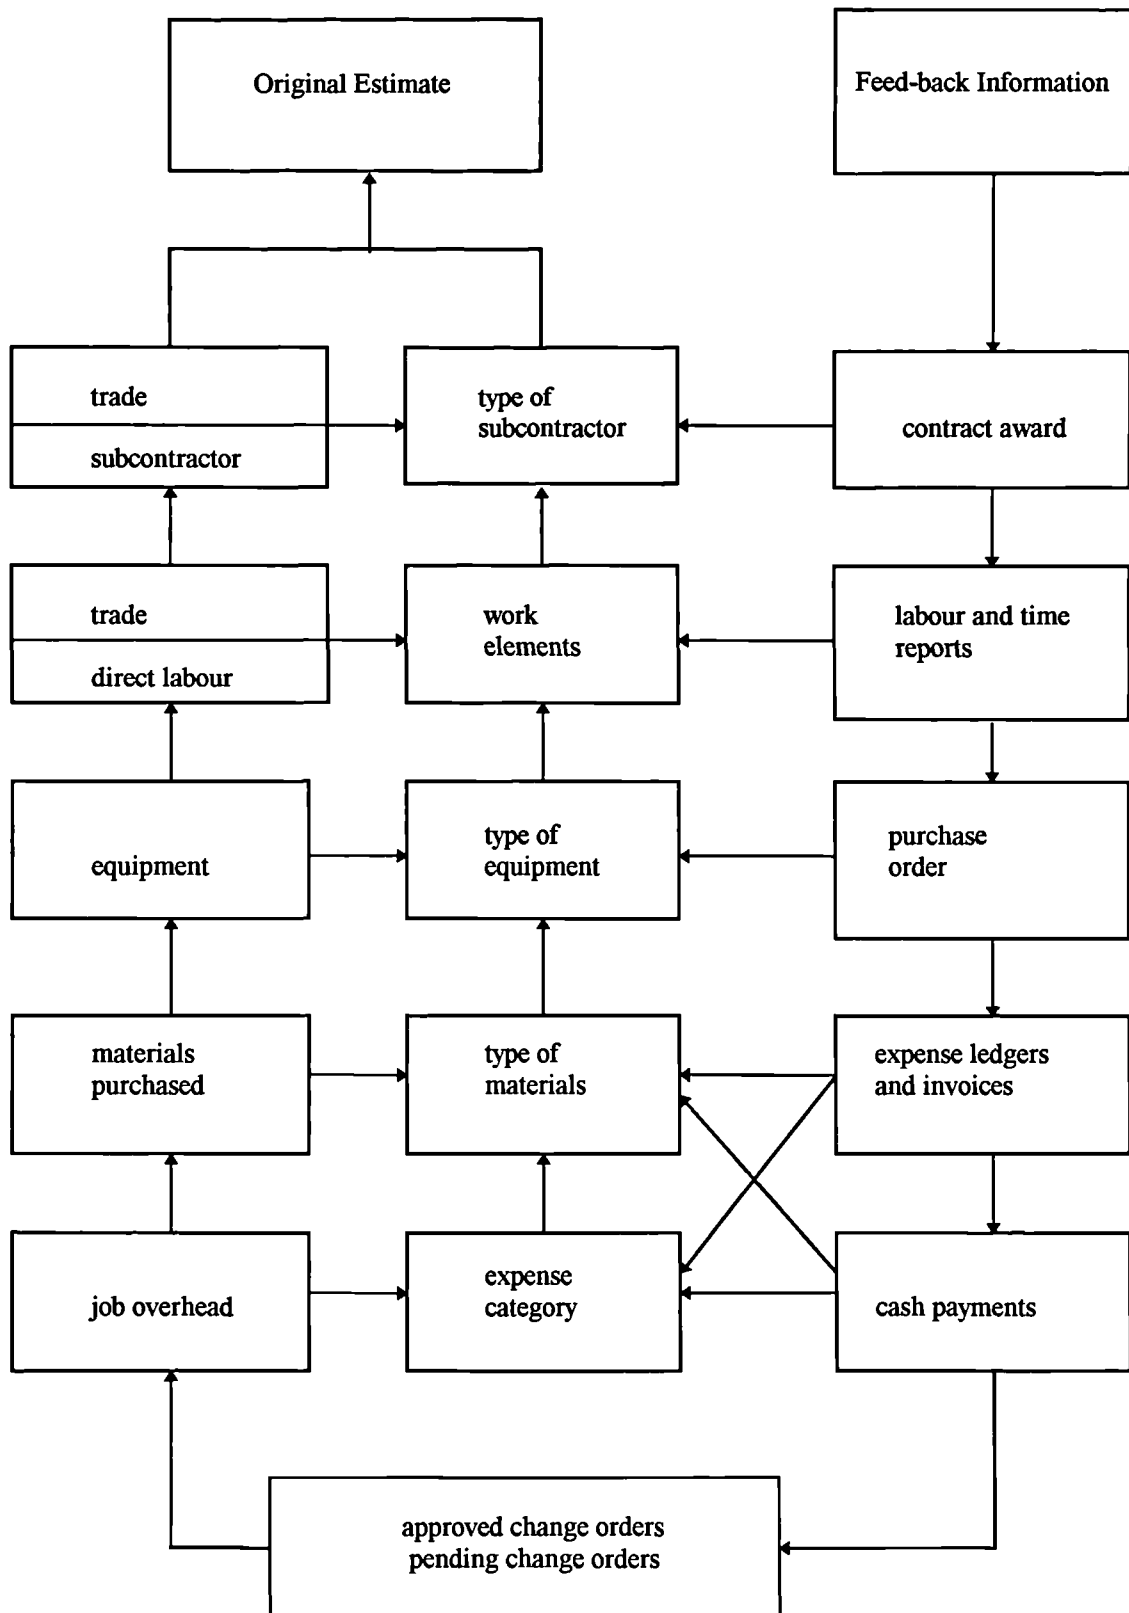 Original Estimate
Feed-back Information
trade
subcontractor
type of
subcontractor
contract award
trade
direct labour
work
elements
labour and time
reports
equipment
type of
equipment
purchase
order
materials
purchased
type of
materials
expense ledgers
and invoices
job overhead
expense
category
cash payments
approved change orders
pending change orders